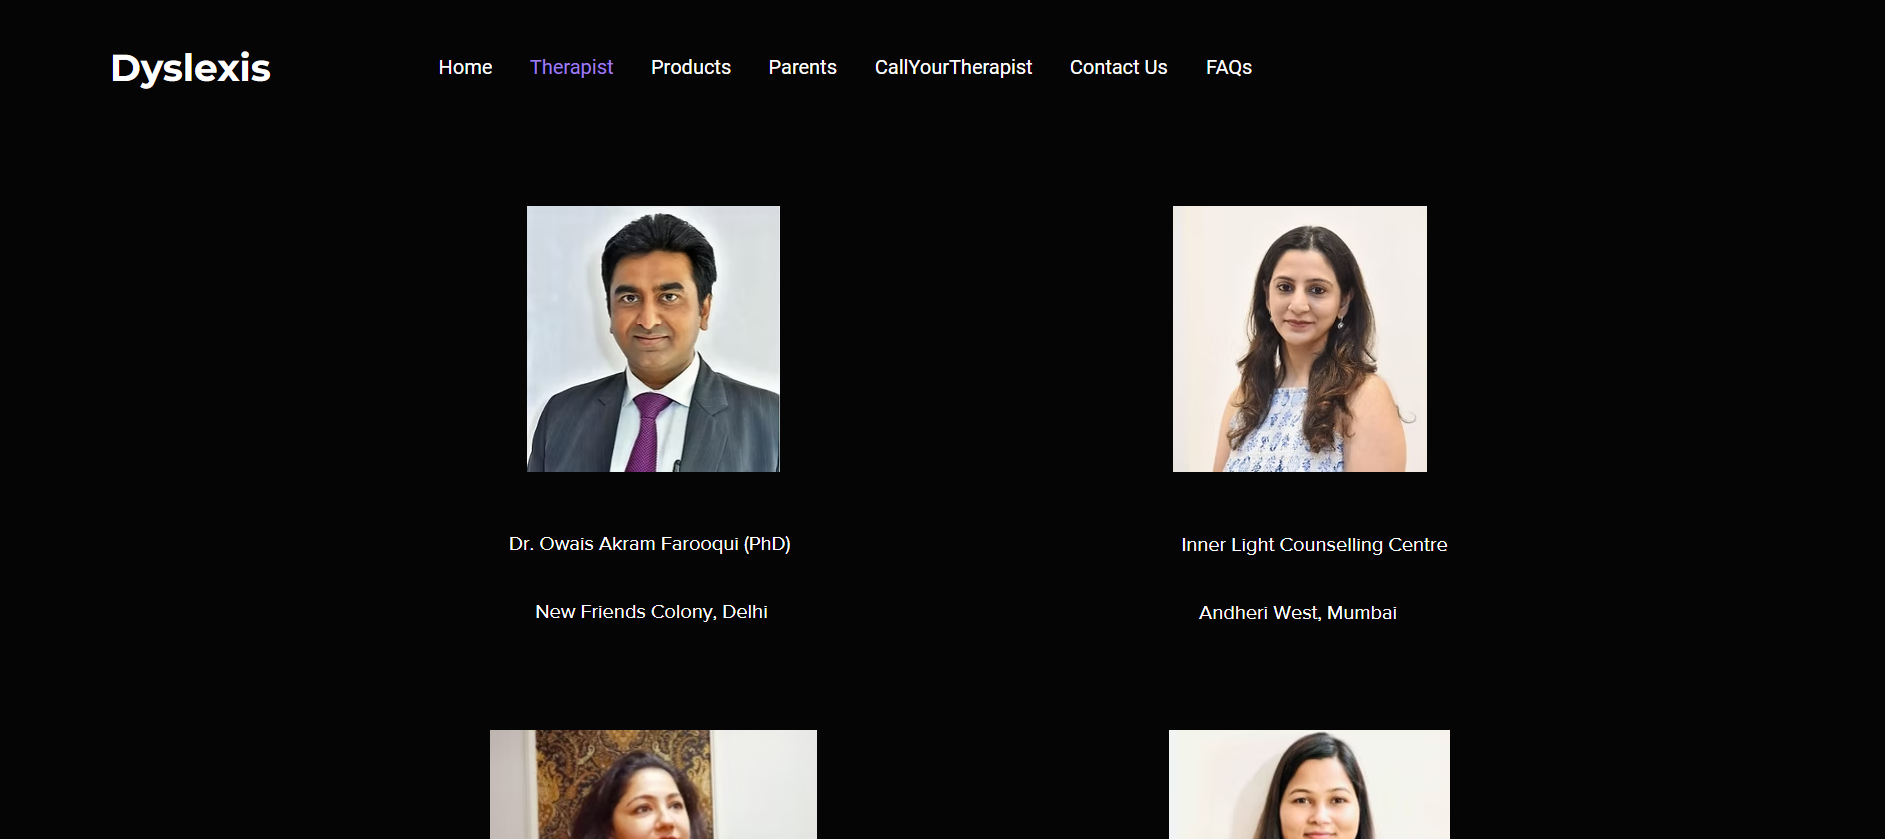 Dyslexis
Home Therapist Products Parents CallYourTherapist Contact Us FAQs
Dr. Owais Akram Farooqui (PhD)
Inner Light Counselling Centre
New Friends Colony, Delhi
Andheri West, Mumbai